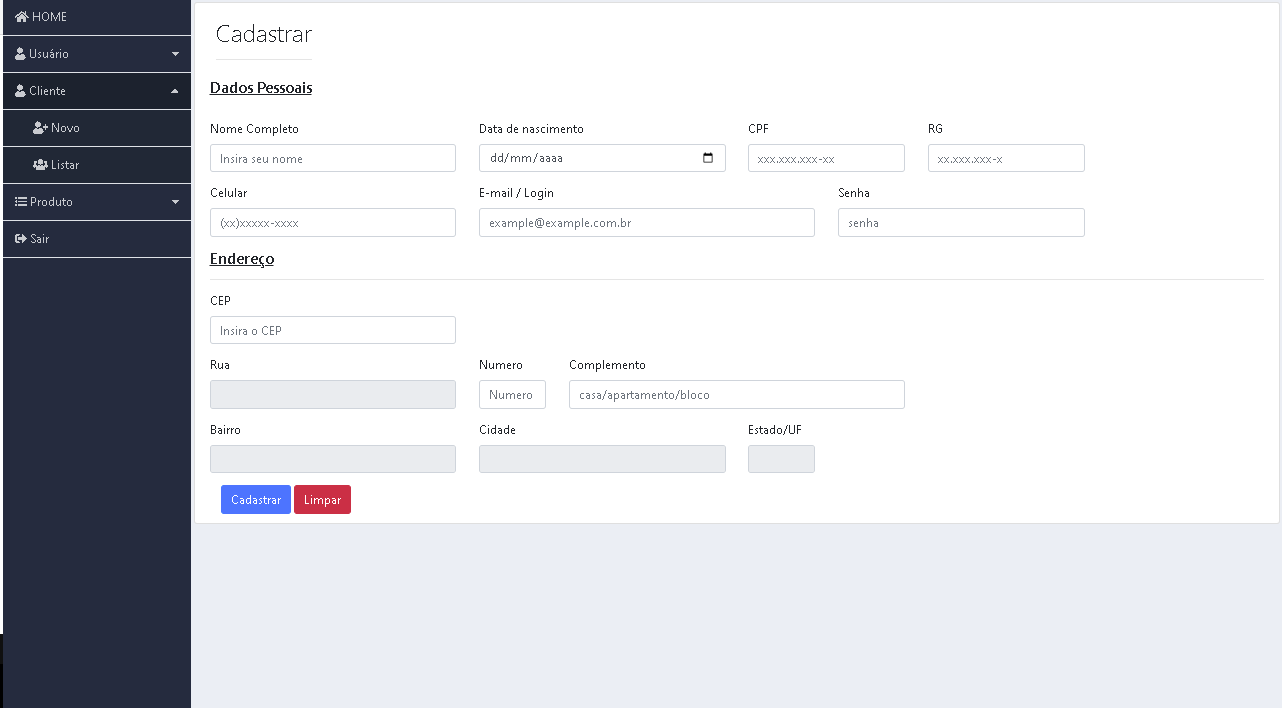 HOME
Usuário
Cliente
Novo
Listar
Produto
Sair
Cadastrar
Dados Pessoais
Nome Completo Data de nascimento CPF RG
Insira seu nome dd/mm/aaaa xxx.xxx.xxx-xx xx.xxx.xxx-x
Celular E-mail / Login Senha
(xx)xxxxx-xxxx example@example.com.br senha
Endereço
CEP
Insira o CEP
Rua Numero Complemento
Numero casa/apartamento/bloco
Bairro Cidade Estado/UF
Cadastrar Limpar